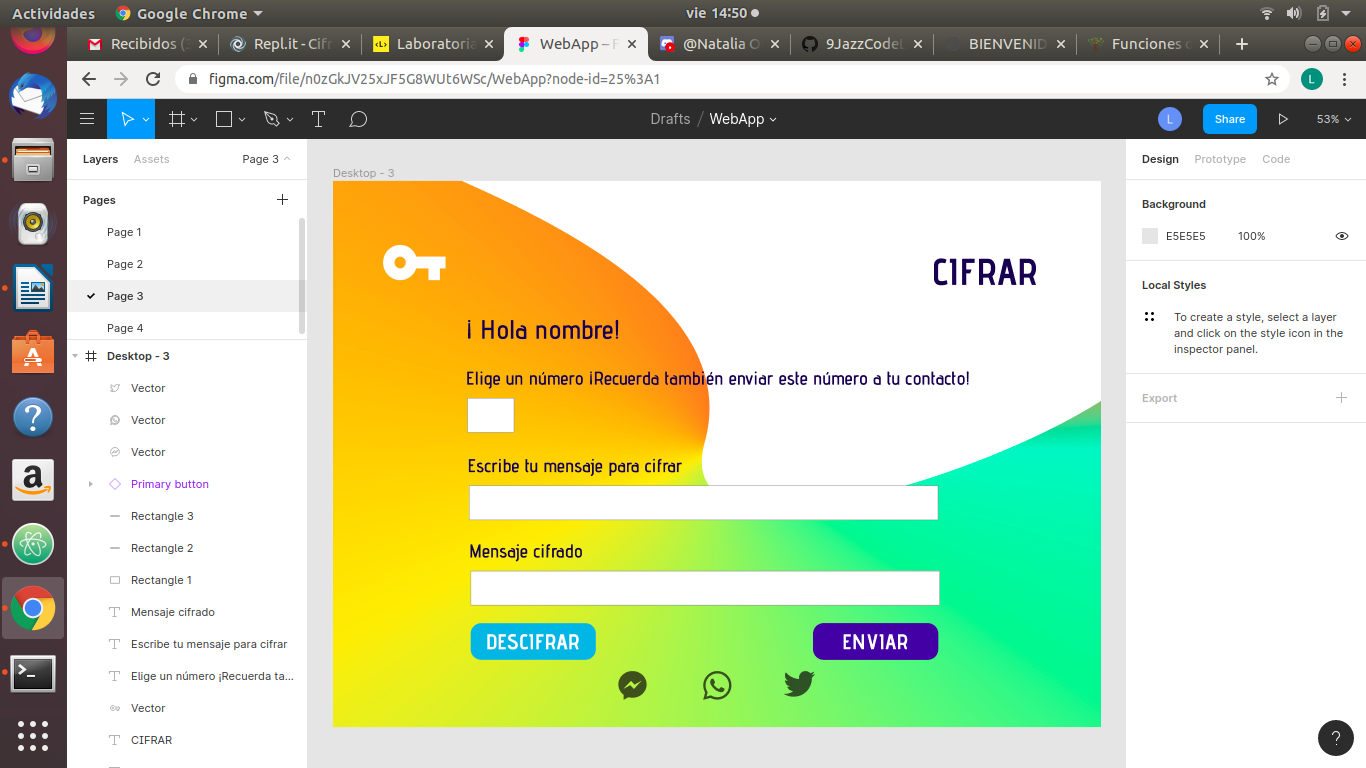 Actividades
Google Chrome
vie 14:50
Recibidos (3
Repl.it - Cifr
Laboratoria
WebApp – F
@Natalia O
9JazzCodeL
BIENVENID
Funciones
figma.com/file/n0zGkJV25xJF5G8WUt6WSc/WebApp?node-id=25%3A1
L
Drafts / WebApp
L
Share
53%
Layers
Assets
Page 3
Design
Prototype
Code
Pages
Page 1
Page 2
Page 3
Page 4
Desktop - 3
Vector
Vector
Vector
Primary button
Rectangle 3
Rectangle 2
Rectangle 1
Mensaje cifrado
Escribe tu mensaje para cifrar
Elige un número ¡Recuerda ta...
Vector
CIFRAR
Desktop - 3
CIFRAR
¡ Hola nombre!
Elige un número ¡Recuerda también enviar este número a tu contacto!
Escribe tu mensaje para cifrar
Mensaje cifrado
DESCIFRAR
ENVIAR
Background
E5E5E5
100%
Local Styles
To create a style, select a layer
and click on the style icon in the
inspector panel.
Export
?